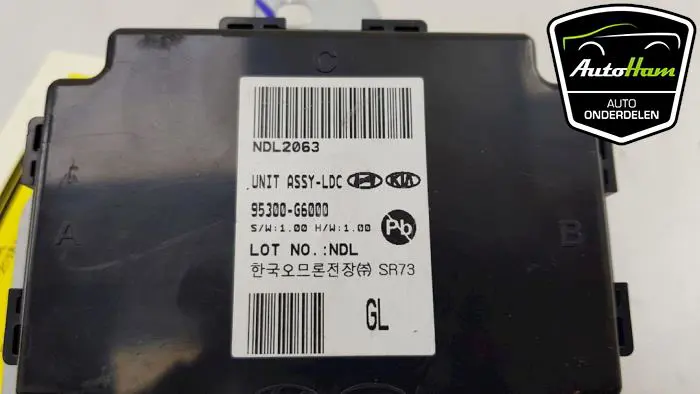 C
NDL2063
UNIT ASSY-LDC KIA
95300-G6000
S/W:1.00 H/W:1.00
Pb
LOT NO.:NDL
한국오므론전장㈜ SR73
GL
A
B
AutoHam
AUTO
ONDERDELEN